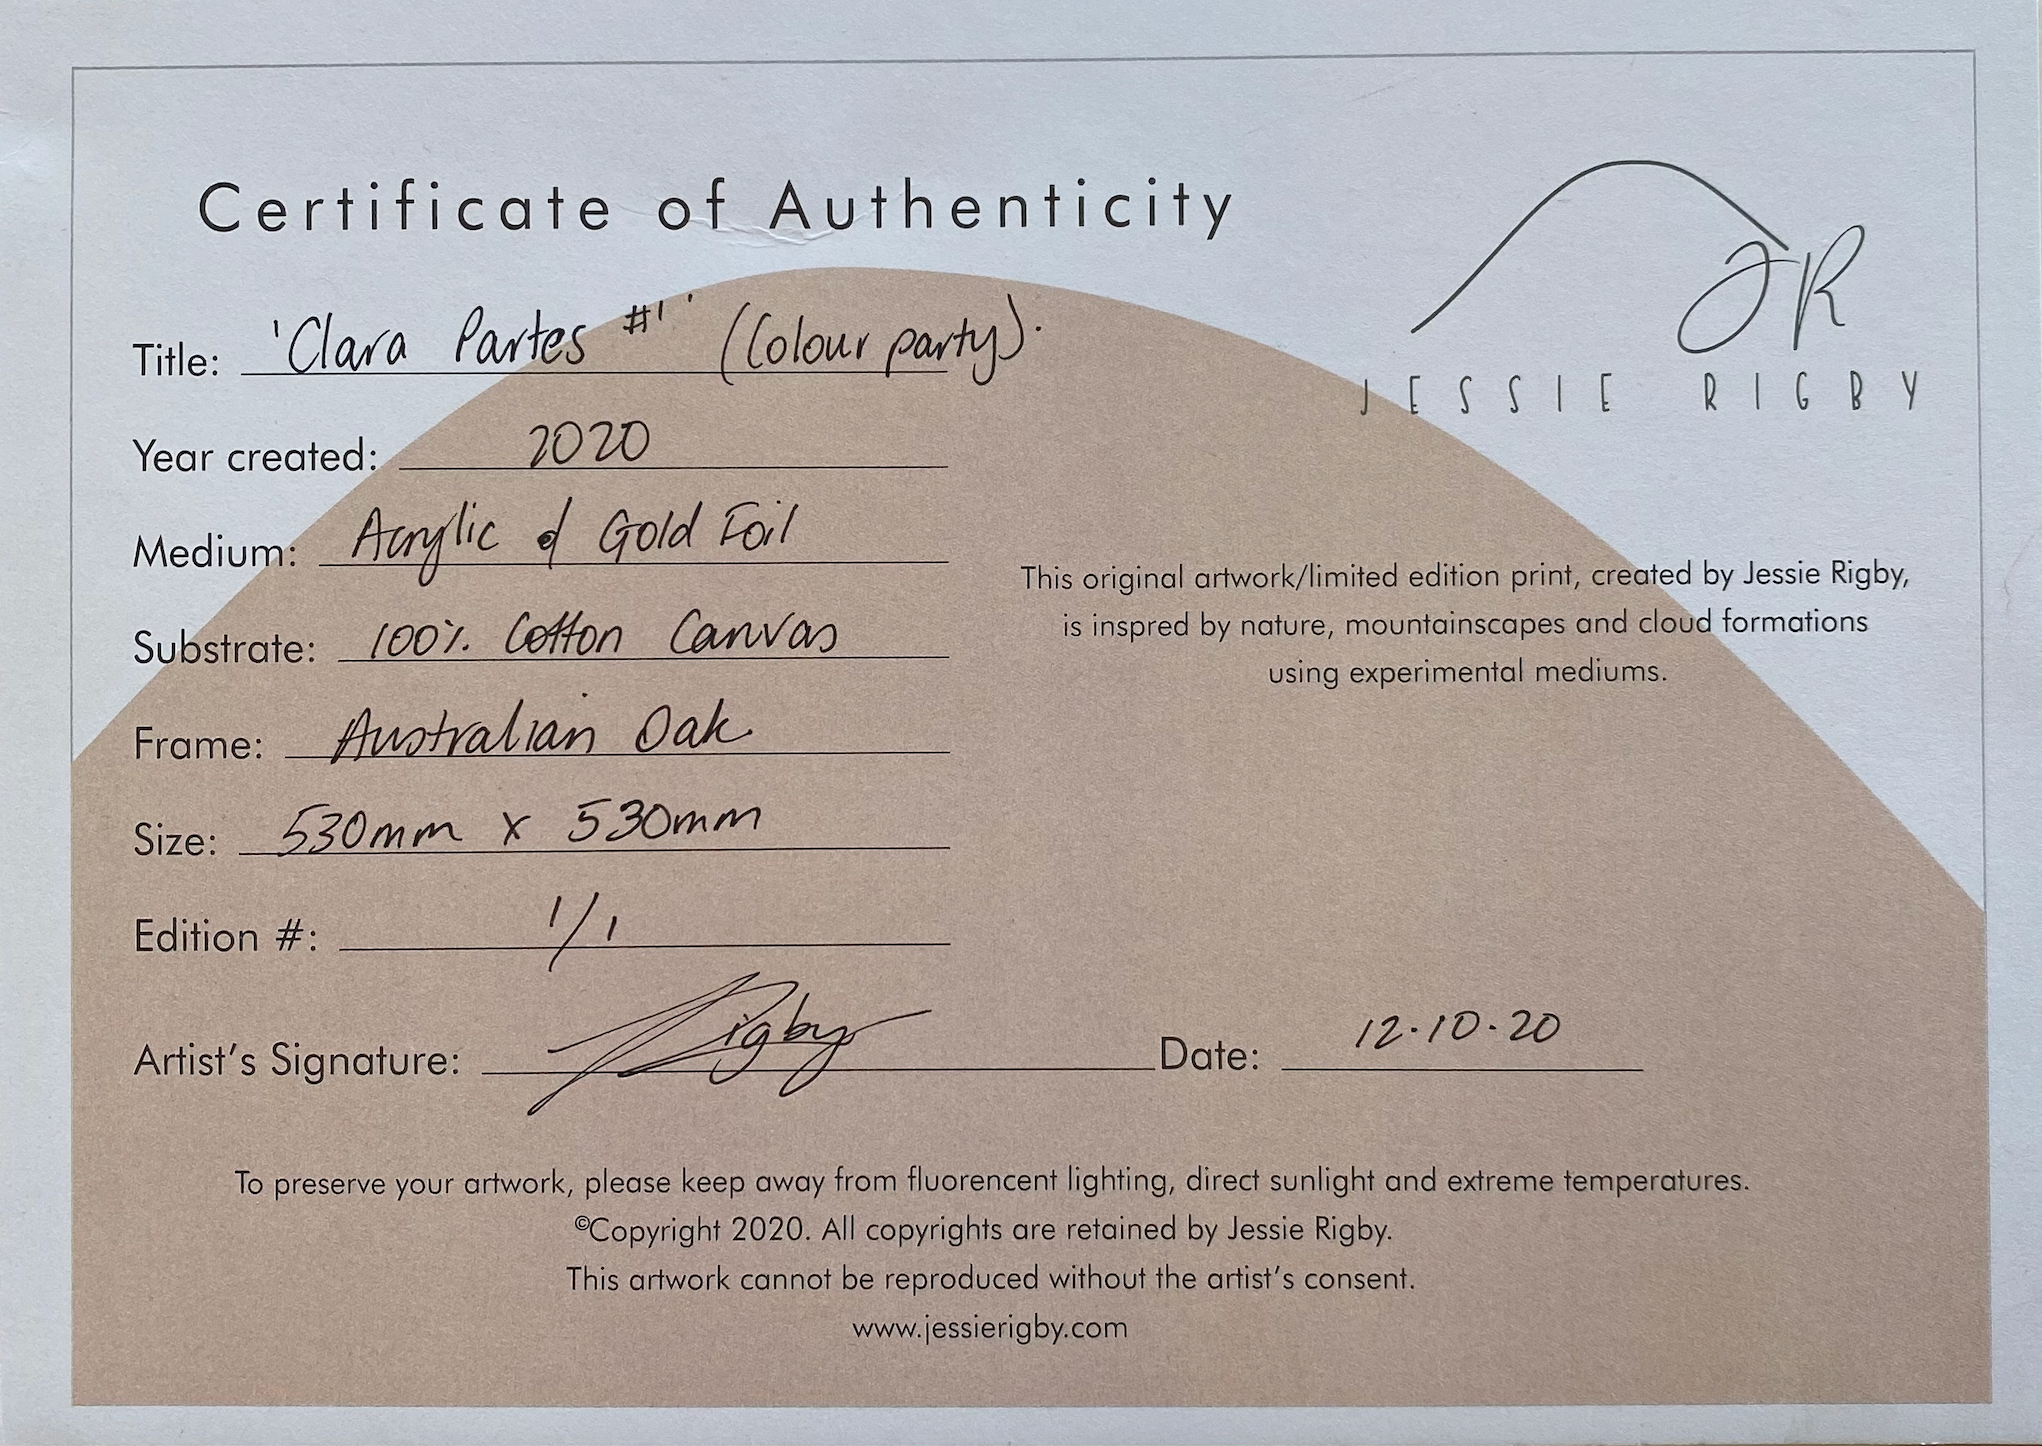 Certificate of Authenticity
JR
JESSIE RIGBY
Title: 'Clara Partes #1' (Colour party).
Year created: 2020
Medium: Acrylic & Gold Foil
Substrate: 100% Cotton Canvas
Frame: Australian Oak
Size: 530mm x 530mm
Edition #: 1/1
This original artwork/limited edition print, created by Jessie Rigby,
is inspred by nature, mountainscapes and cloud formations
using experimental mediums.
Artist's Signature: Rigby Date: 12.10.20
To preserve your artwork, please keep away from fluorencent lighting, direct sunlight and extreme temperatures.
©Copyright 2020. All copyrights are retained by Jessie Rigby.
This artwork cannot be reproduced without the artist's consent.
www.jessierigby.com